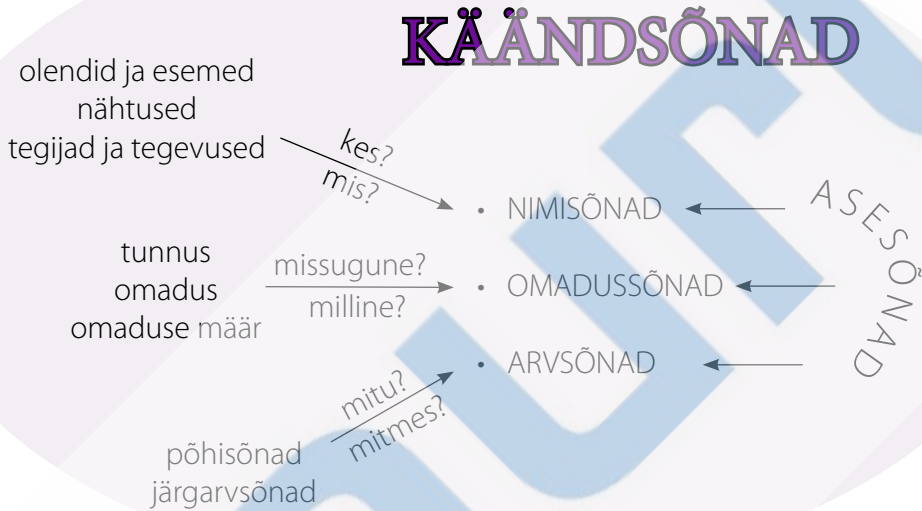 KÄÄNDSÕNAD
olendid ja esemed
nähtused
tegijad ja tegevused
kes?
mis?
• NIMISÕNAD
tunnus
omadus
omaduse määr
missugune?
milline?
• OMADUSSÕNAD
põhisõnad
järgarvsõnad
mitu?
mitmes?
• ARVSÕNAD
ASESÕNAD